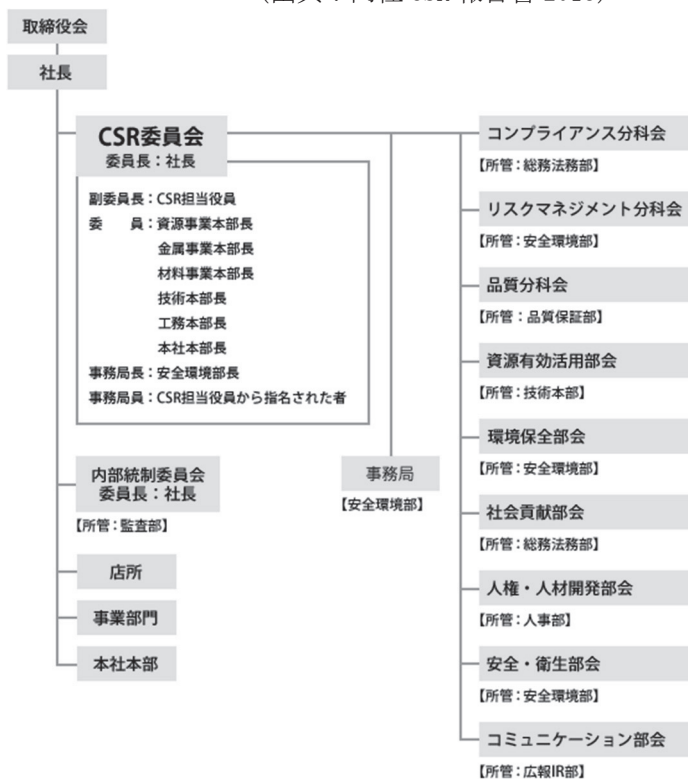 （出典：同社 CSR 報告書 2016）
取締役会
社長
CSR委員会
委員長：社長
副委員長：CSR担当役員
委　員：資源事業本部長
金属事業本部長
材料事業本部長
技術本部長
工務本部長
本社本部長
事務局長：安全環境部長
事務局員：CSR担当役員から指名された者
内部統制委員会
委員長：社長
【所管：監査部】
店所
事業部門
本社本部
事務局
【安全環境部】
コンプライアンス分科会
【所管：総務法務部】
リスクマネジメント分科会
【所管：安全環境部】
品質分科会
【所管：品質保証部】
資源有効活用部会
【所管：技術本部】
環境保全部会
【所管：安全環境部】
社会貢献部会
【所管：総務法務部】
人権・人材開発部会
【所管：人事部】
安全・衛生部会
【所管：安全環境部】
コミュニケーション部会
【所管：広報IR部】